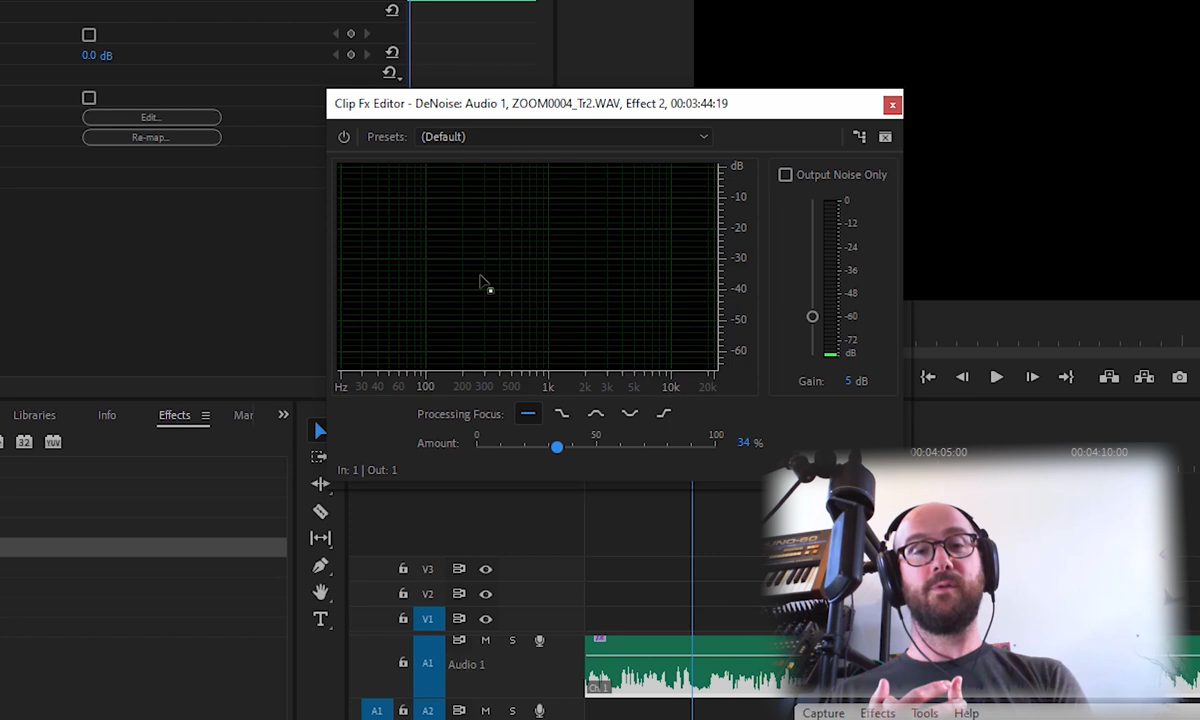 0.0 dB
Edit...
Re-map...
Clip Fx Editor - DeNoise: Audio 1, ZOOM0004_Tr2.WAV, Effect 2, 00:03:44:19
x
Presets: (Default)
Output Noise Only
dB
-10
-20
-30
-40
-50
-60
0
-12
-24
-36
-48
-60
-72
dB
Hz 30 40 60 100 200 300 500 1k 2k 3k 5k 10k 20k
Gain: 5 dB
Processing Focus:
Amount: 0 50 100 34 %
In: 1 | Out: 1
Libraries Info Effects Mar
32 YUV
00:04:05:00 00:04:10:00
V3
V2
V1
A1 Audio 1 M S
Ch. 1
fx
T
A1 A2 M S
Capture Effects Tools Help